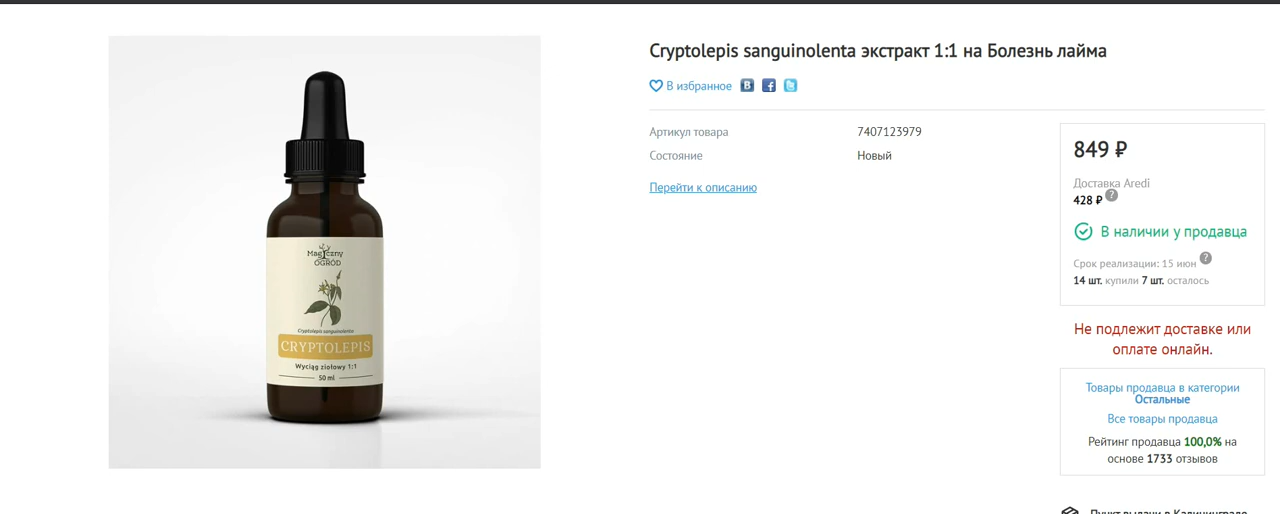 Cryptolepis sanguinolenta экстракт 1:1 на Болезнь лайма
В избранное
Артикул товара 7407123979
Состояние Новый
Перейти к описанию
849 ₽
Доставка Aredi
428 ₽ ?
В наличии у продавца
Срок реализации: 15 июн ?
14 шт. купили 7 шт. осталось
Не подлежит доставке или
оплате онлайн.
Товары продавца в категории
Остальные
Все товары продавца
Рейтинг продавца 100,0% на
основе 1733 отзывов
Пункт выдачи в Калининграде
Magiczny
OGRÓD
Cryptolepis sanguinolenta
CRYPTOLEPIS
Wyciąg ziołowy 1:1
50 ml